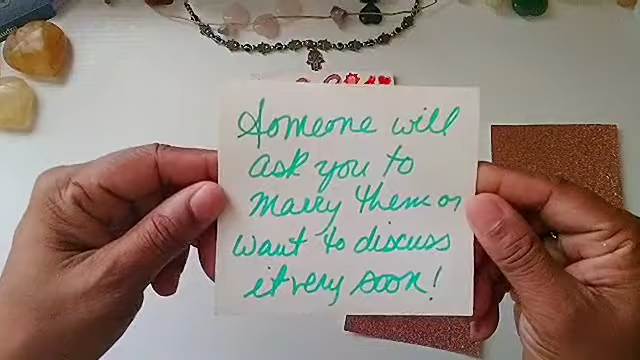 Someone will
ask you to
marry them or
want to discuss
it very soon!